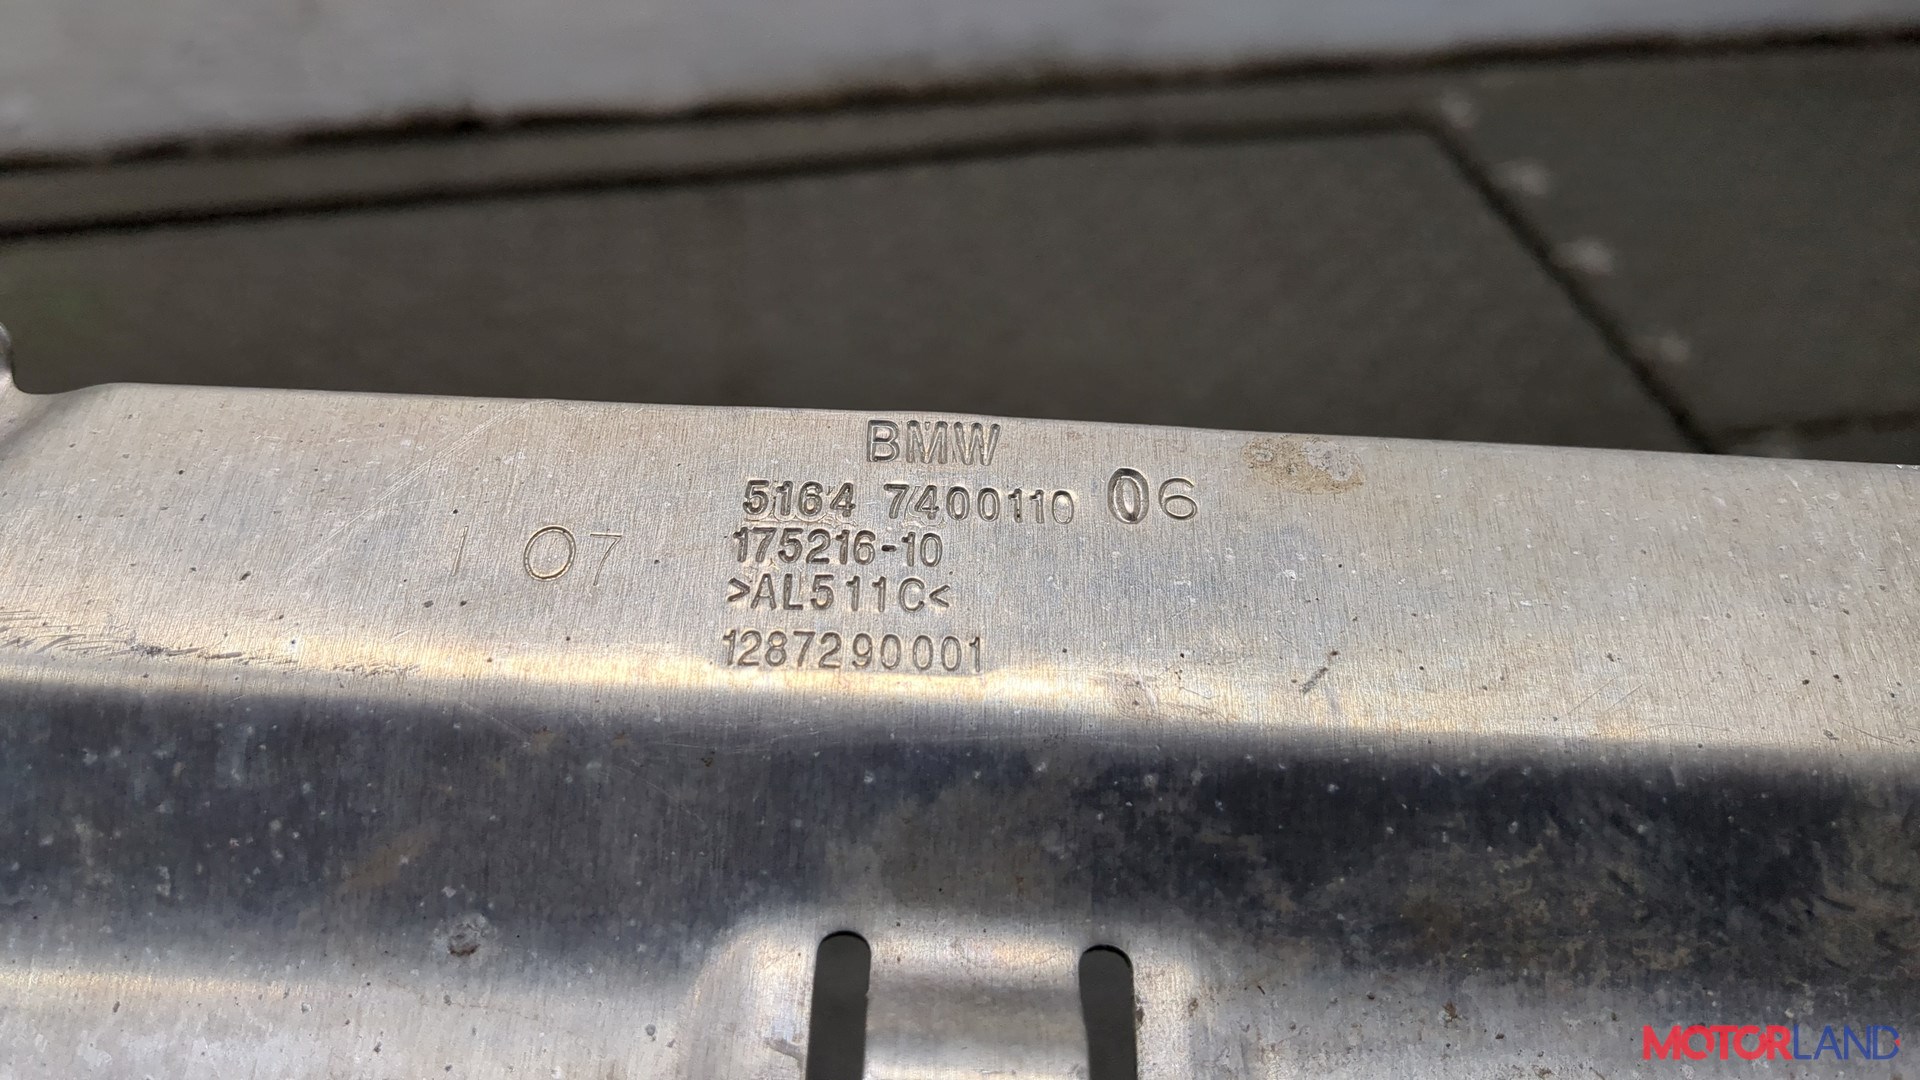 BMW
5164 7400110 06
1 07
175216-10
>AL511C<
1287290001
MOTORLAND